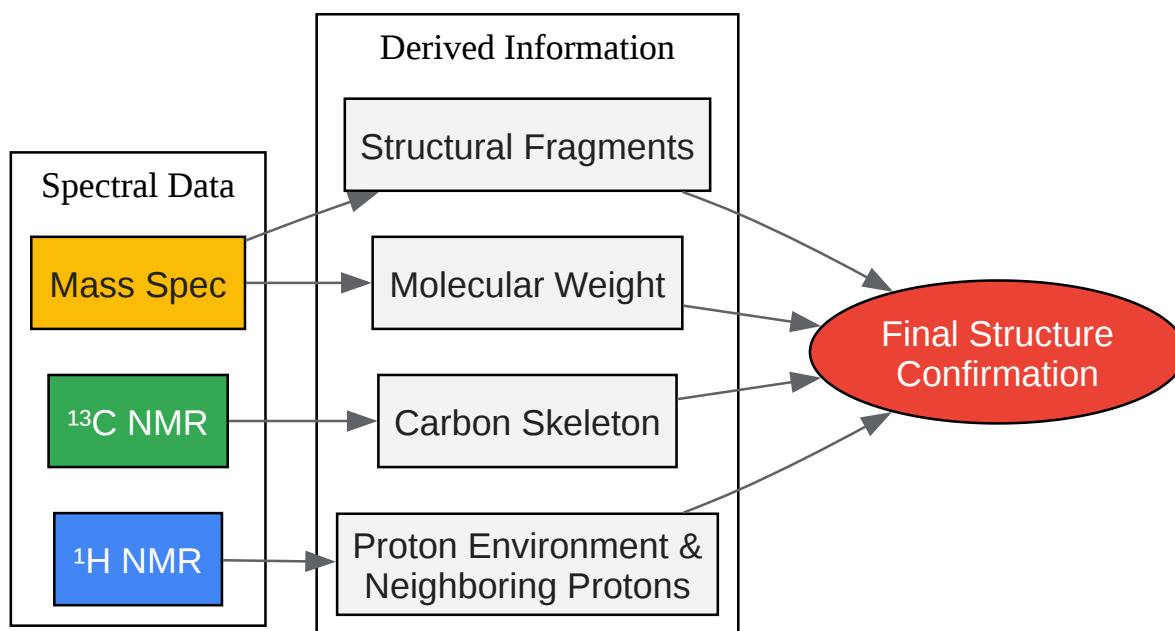 Spectral Data
Mass Spec
¹³C NMR
¹H NMR
Derived Information
Structural Fragments
Molecular Weight
Carbon Skeleton
Proton Environment &
Neighboring Protons
Final Structure
Confirmation